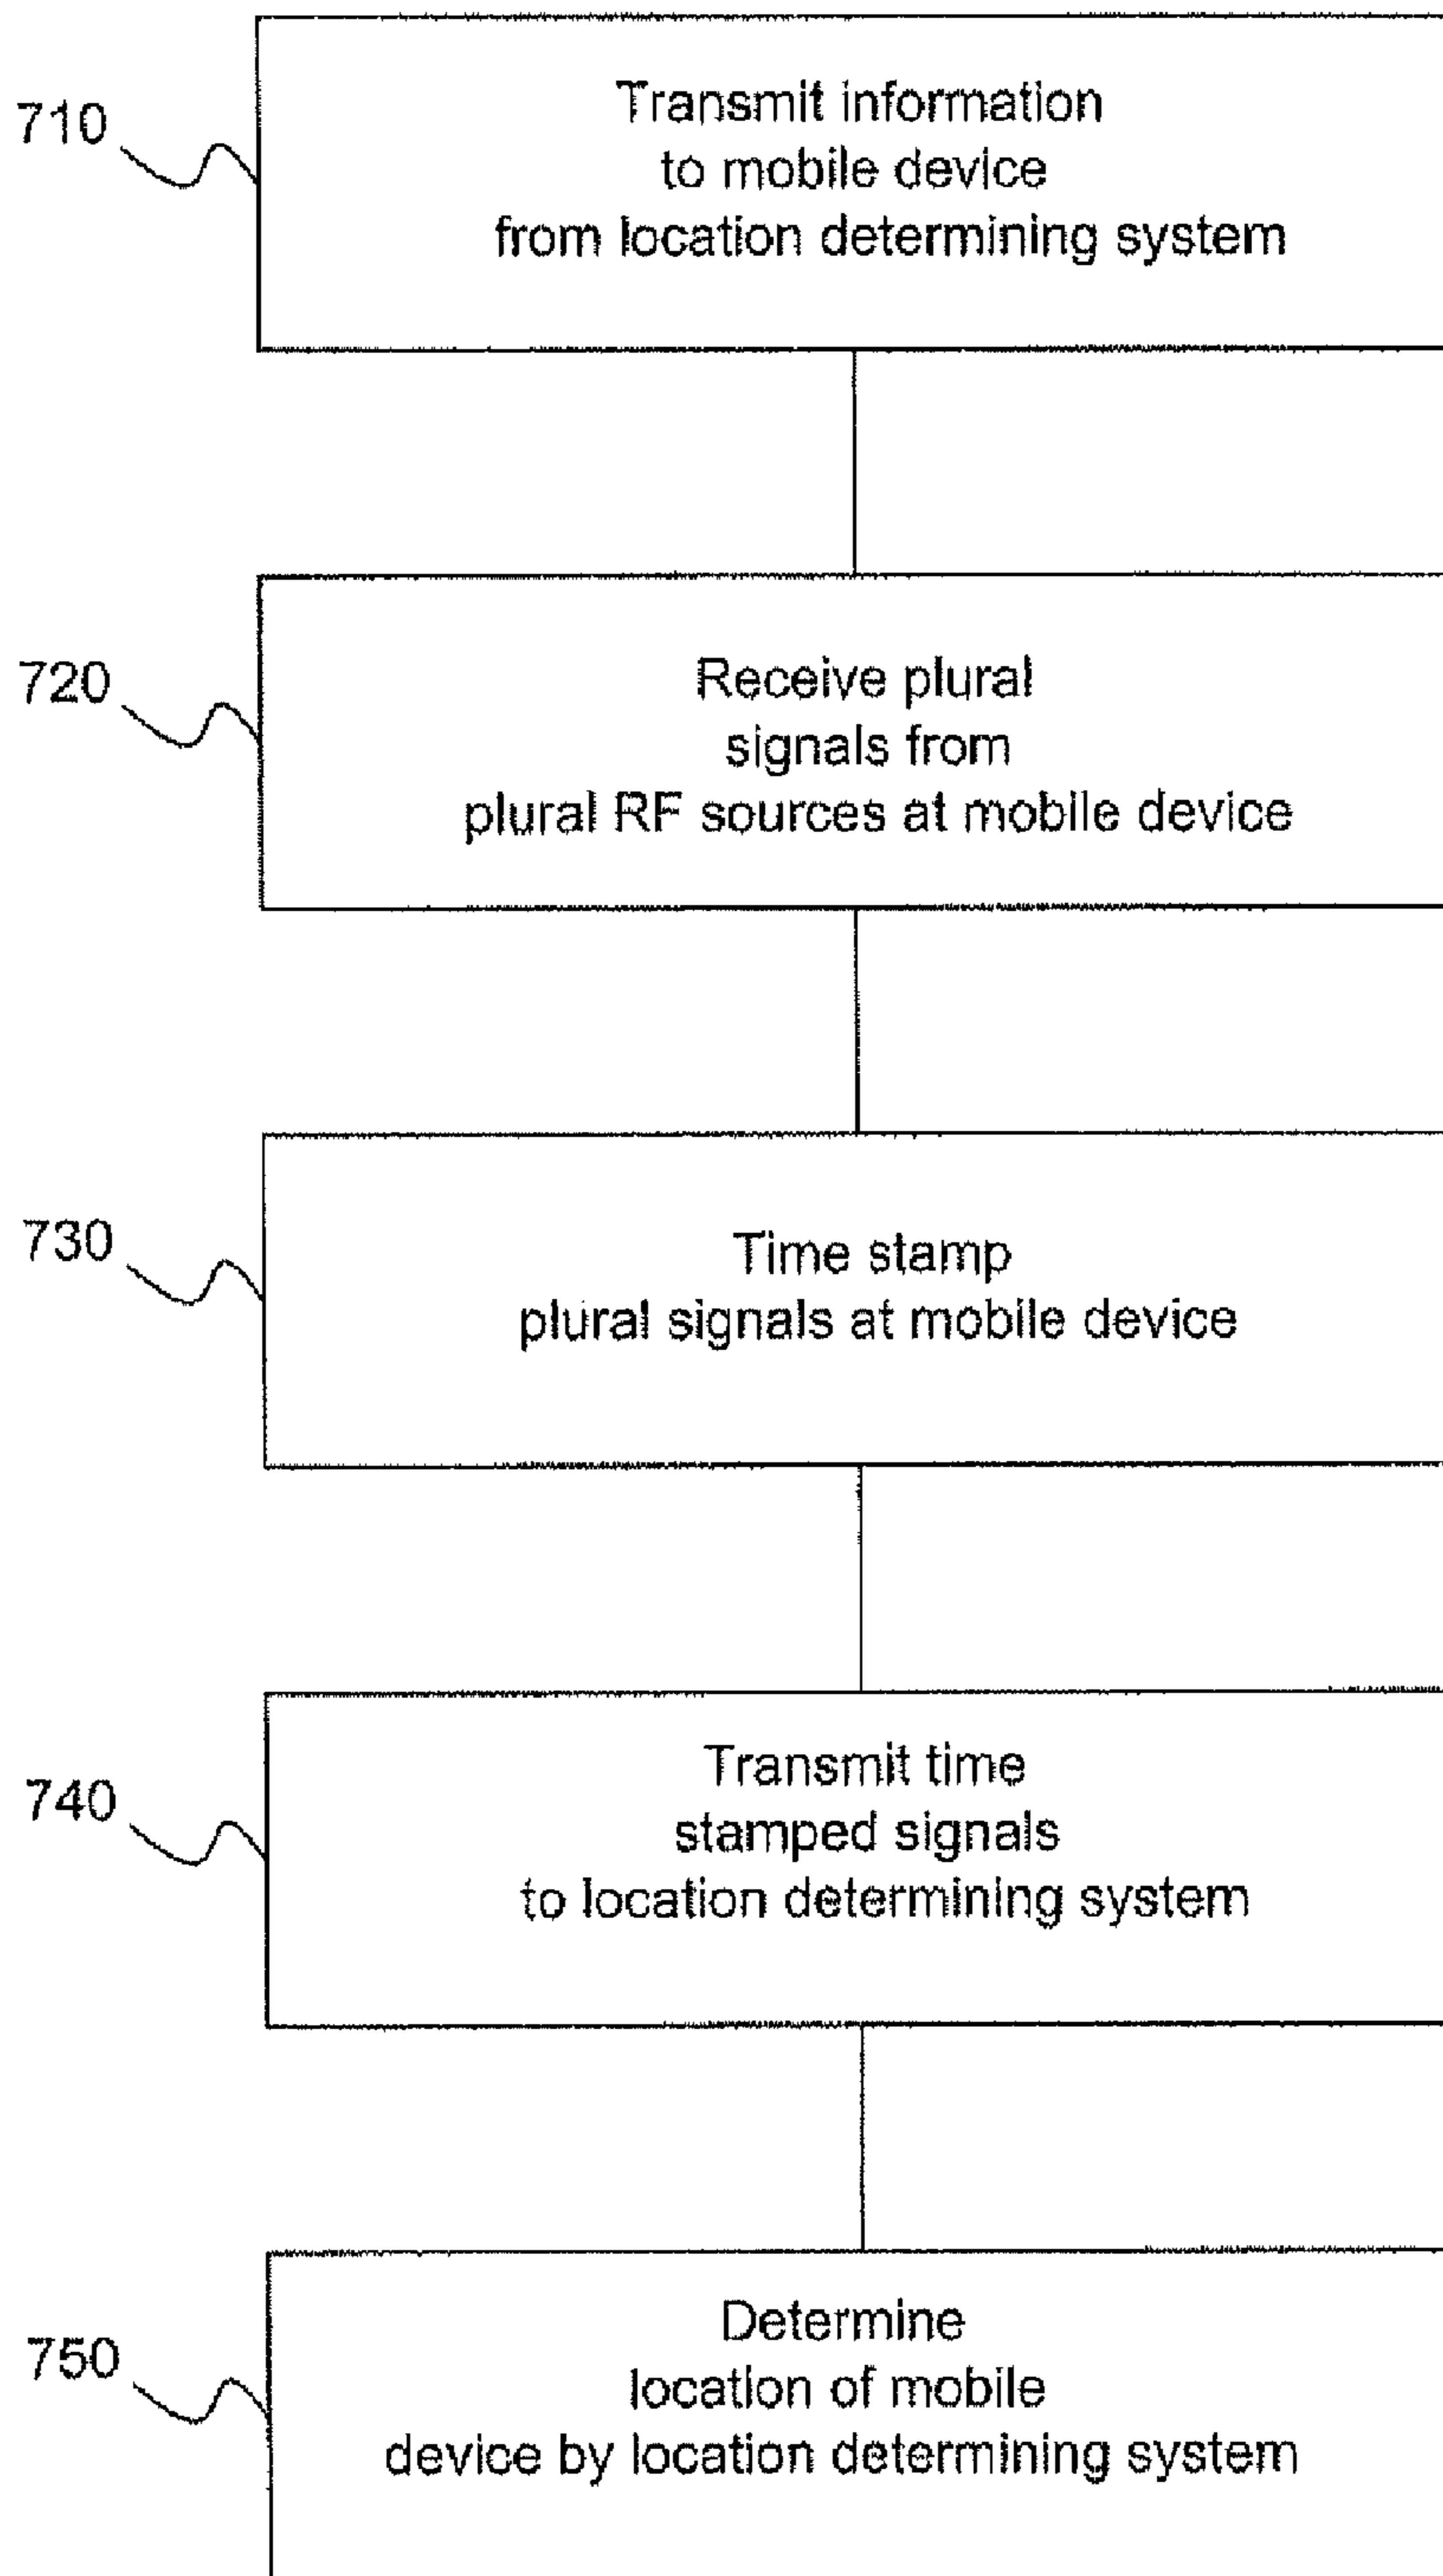 710
Transmit information
to mobile device
from location determining system
720
Receive plural
signals from
plural RF sources at mobile device
730
Time stamp
plural signals at mobile device
740
Transmit time
stamped signals
to location determining system
750
Determine
location of mobile
device by location determining system